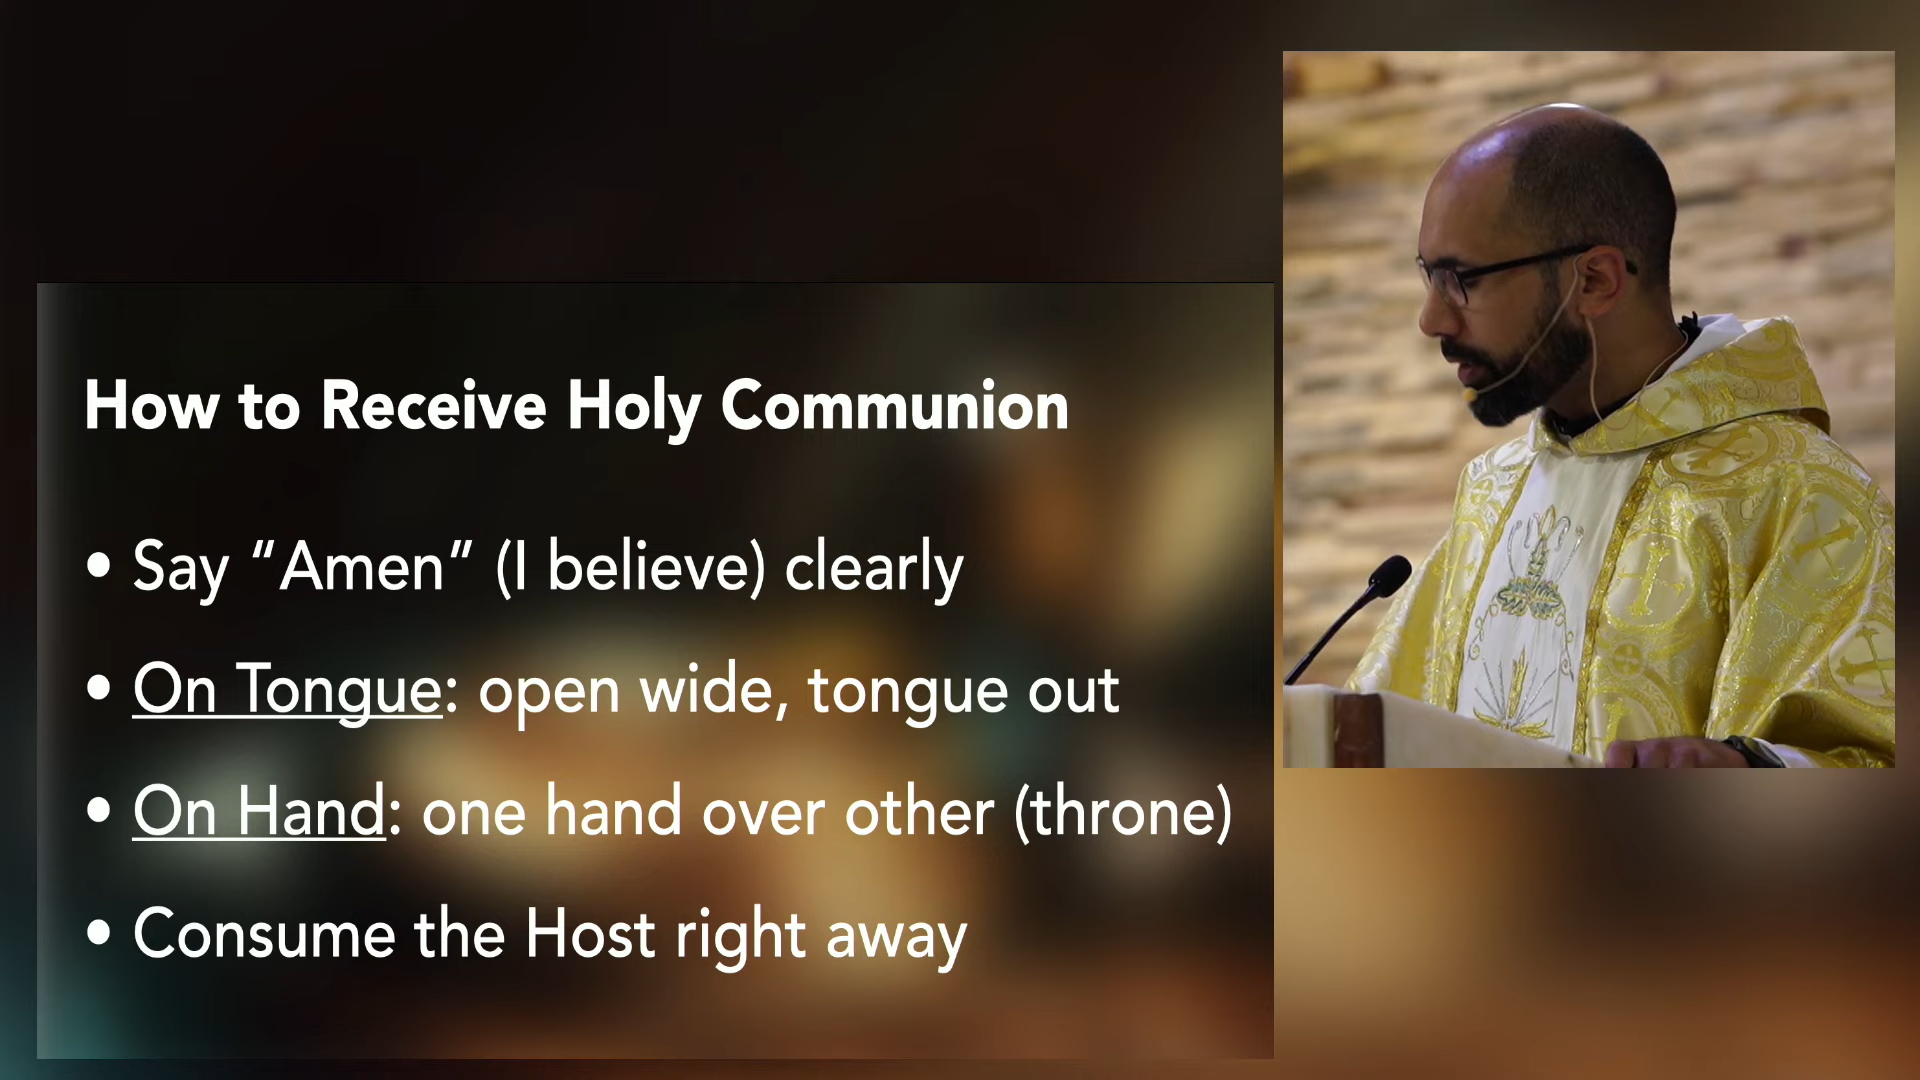 How to Receive Holy Communion
• Say “Amen” (I believe) clearly
• On Tongue: open wide, tongue out
• On Hand: one hand over other (throne)
• Consume the Host right away